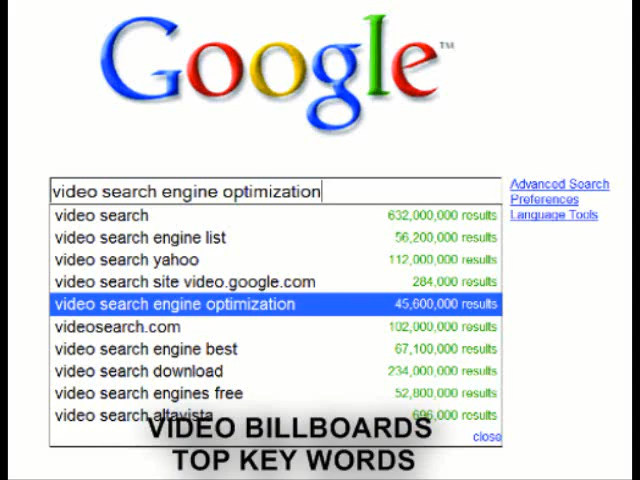 Google™
video search engine optimization
Advanced Search
Preferences
Language Tools
video search 632,000,000 results
video search engine list 56,200,000 results
video search yahoo 112,000,000 results
video search site video.google.com 284,000 results
video search engine optimization 45,600,000 results
videosearch.com 102,000,000 results
video search engine best 67,100,000 results
video search download 234,000,000 results
video search engines free 52,800,000 results
video search altavista 696,000 results
close
VIDEO BILLBOARDS
TOP KEY WORDS